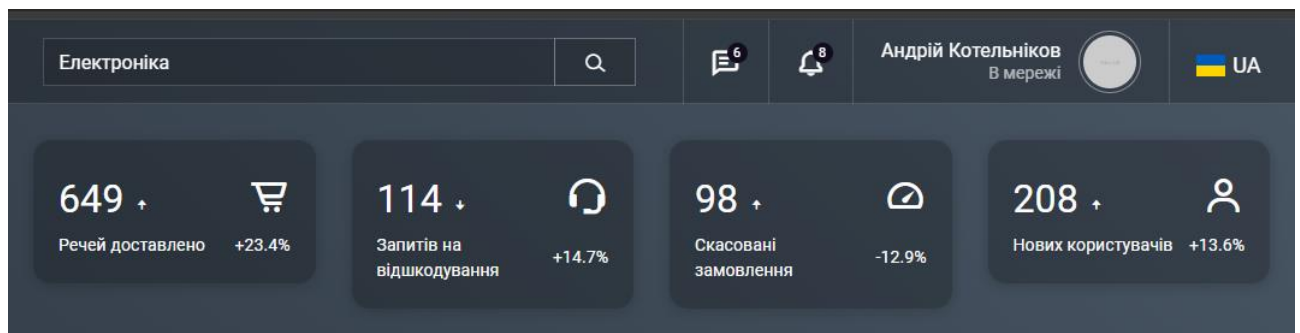 Електроніка
6
8
Андрій Котельніков
В мережі
UA
649
Речей доставлено +23.4%
114
Запитів на
відшкодування
+14.7%
98
Скасовані
замовлення
-12.9%
208
Нових користувачів +13.6%